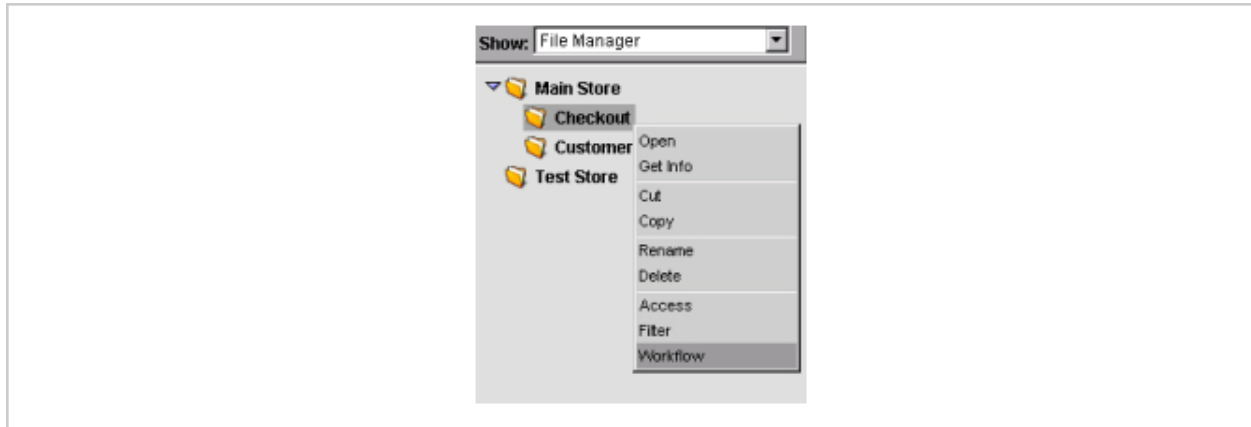 Show: File Manager
Main Store
Checkout
Customer
Test Store
Open
Get Info
Cut
Copy
Rename
Delete
Access
Filter
Workflow